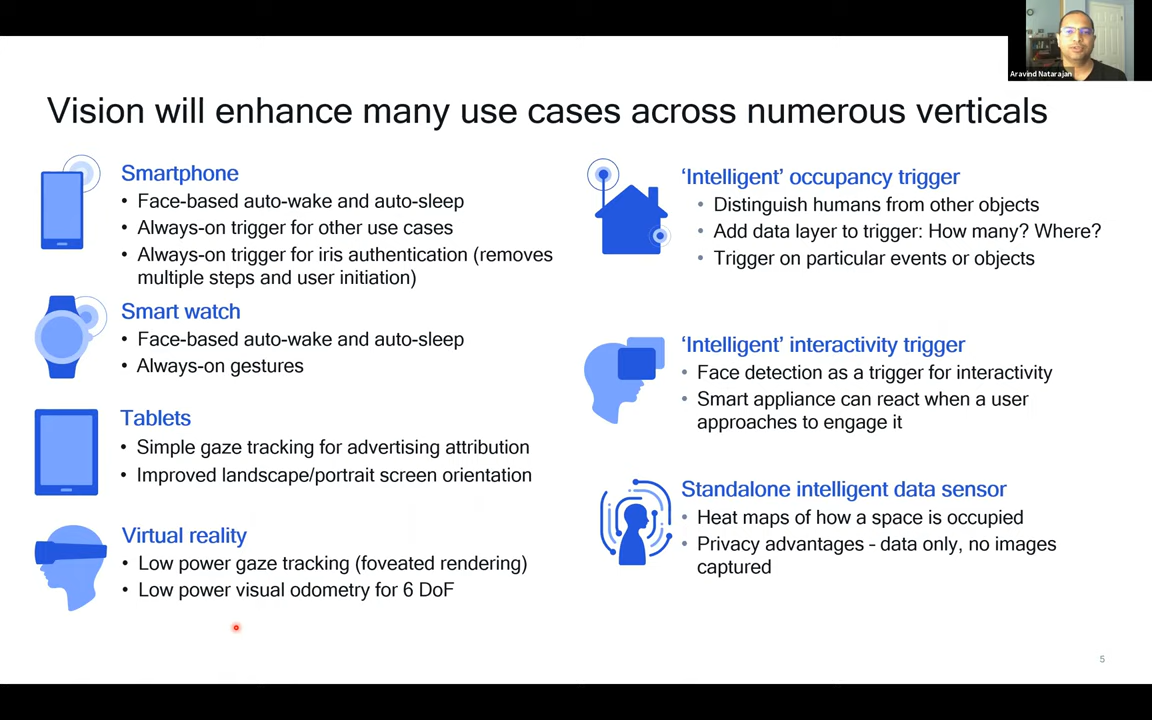 Aravind Natarajan
Vision will enhance many use cases across numerous verticals
Smartphone
• Face-based auto-wake and auto-sleep
• Always-on trigger for other use cases
• Always-on trigger for iris authentication (removes
multiple steps and user initiation)
Smart watch
• Face-based auto-wake and auto-sleep
• Always-on gestures
Tablets
• Simple gaze tracking for advertising attribution
• Improved landscape/portrait screen orientation
Virtual reality
• Low power gaze tracking (foveated rendering)
• Low power visual odometry for 6 DoF
‘Intelligent’ occupancy trigger
• Distinguish humans from other objects
• Add data layer to trigger: How many? Where?
• Trigger on particular events or objects
‘Intelligent’ interactivity trigger
• Face detection as a trigger for interactivity
• Smart appliance can react when a user
approaches to engage it
Standalone intelligent data sensor
• Heat maps of how a space is occupied
• Privacy advantages - data only, no images
captured
5